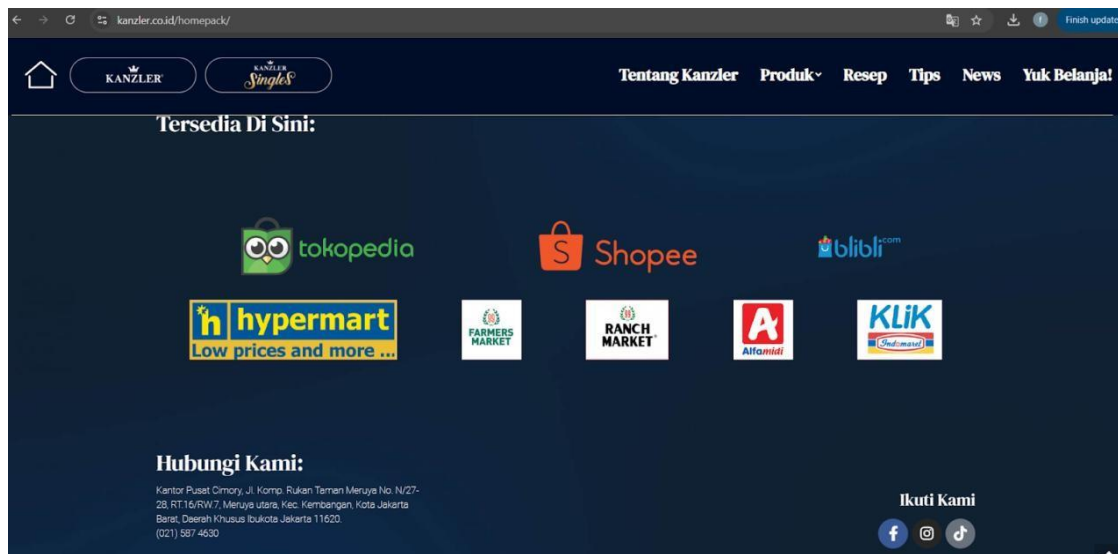 kanzler.co.id/homepack/
Finish update
KANZLER
KANZLER
Singles
Tentang Kanzler
Produk
Resep
Tips
News
Yuk Belanja!
Tersedia Di Sini:
tokopedia
S Shopee
blibli.com
h hypermart
Low prices and more ...
FARMERS
MARKET
RANCH
MARKET
A
Alfamidi
KLiK
Indomaret
Hubungi Kami:
Kantor Pusat Cimory, Jl. Komp. Rukan Taman Meruya No. N/27-
28, RT.16/RW.7, Meruya utara, Kec. Kembangan, Kota Jakarta
Barat, Daerah Khusus Ibukota Jakarta 11620.
(021) 587 4630
Ikuti Kami